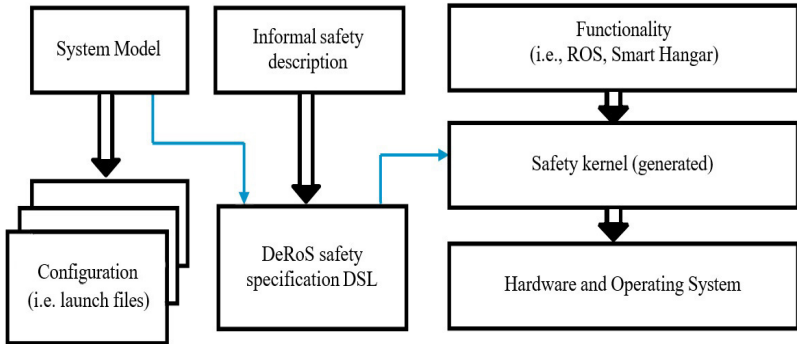 System Model
Informal safety
description
Functionality
(i.e., ROS, Smart Hangar)
Safety kernel (generated)
Configuration
(i.e. launch files)
DeRoS safety
specification DSL
Hardware and Operating System